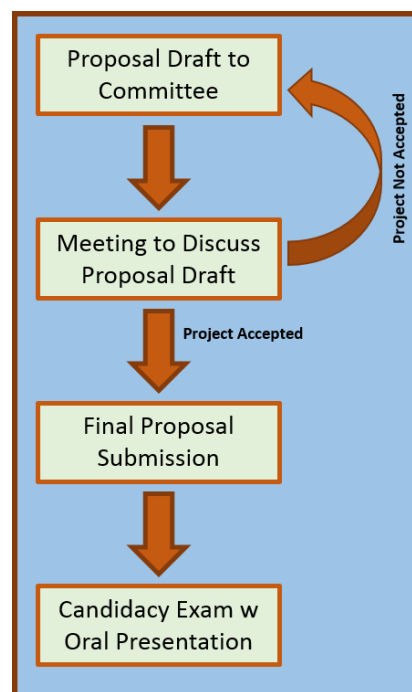 Proposal Draft to
Committee
Project Not Accepted
Meeting to Discuss
Proposal Draft
Project Accepted
Final Proposal
Submission
Candidacy Exam w
Oral Presentation